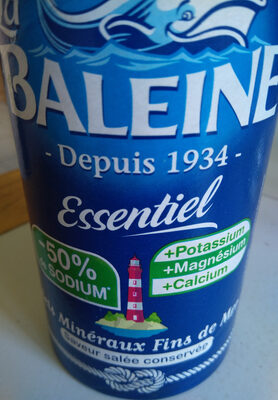 BALEINE
- Depuis 1934 -
Essentiel
-50%
SODIUM*
+Potassium
+Magnésium
+Calcium
Minéraux Fins de
saveur salée conservée